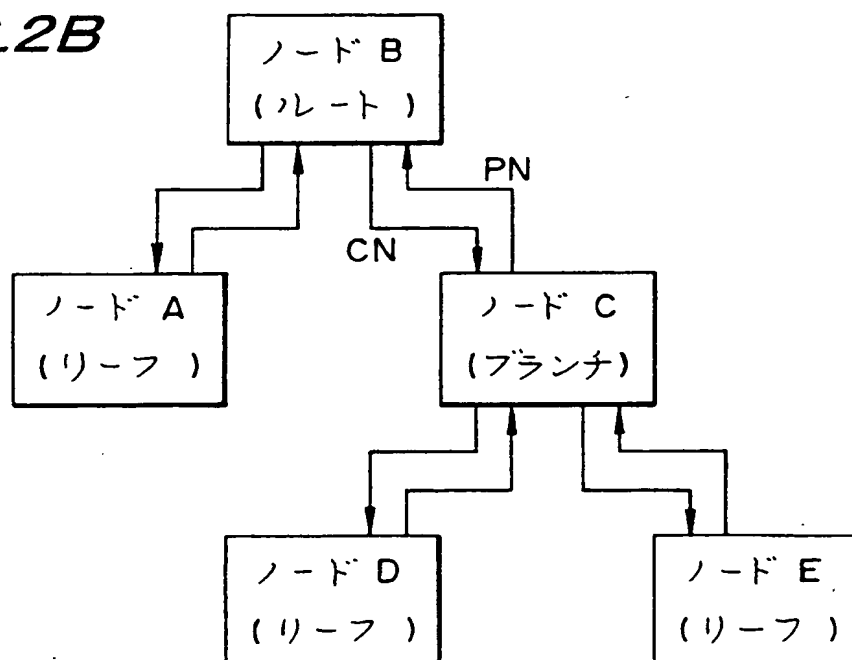 .2B
ノード B
(ルート)
PN
CN
ノード A
(リーフ)
ノード C
(ブランチ)
ノード D
(リーフ)
ノード E
(リーフ)